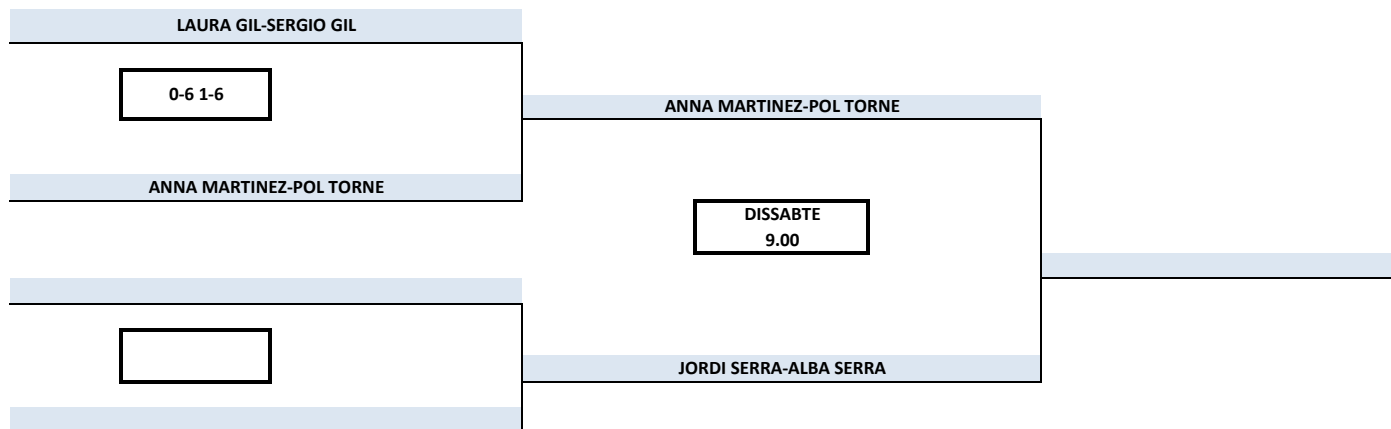 LAURA GIL-SERGIO GIL
0-6 1-6
ANNA MARTINEZ-POL TORNE
ANNA MARTINEZ-POL TORNE
DISSABTE
9.00
JORDI SERRA-ALBA SERRA